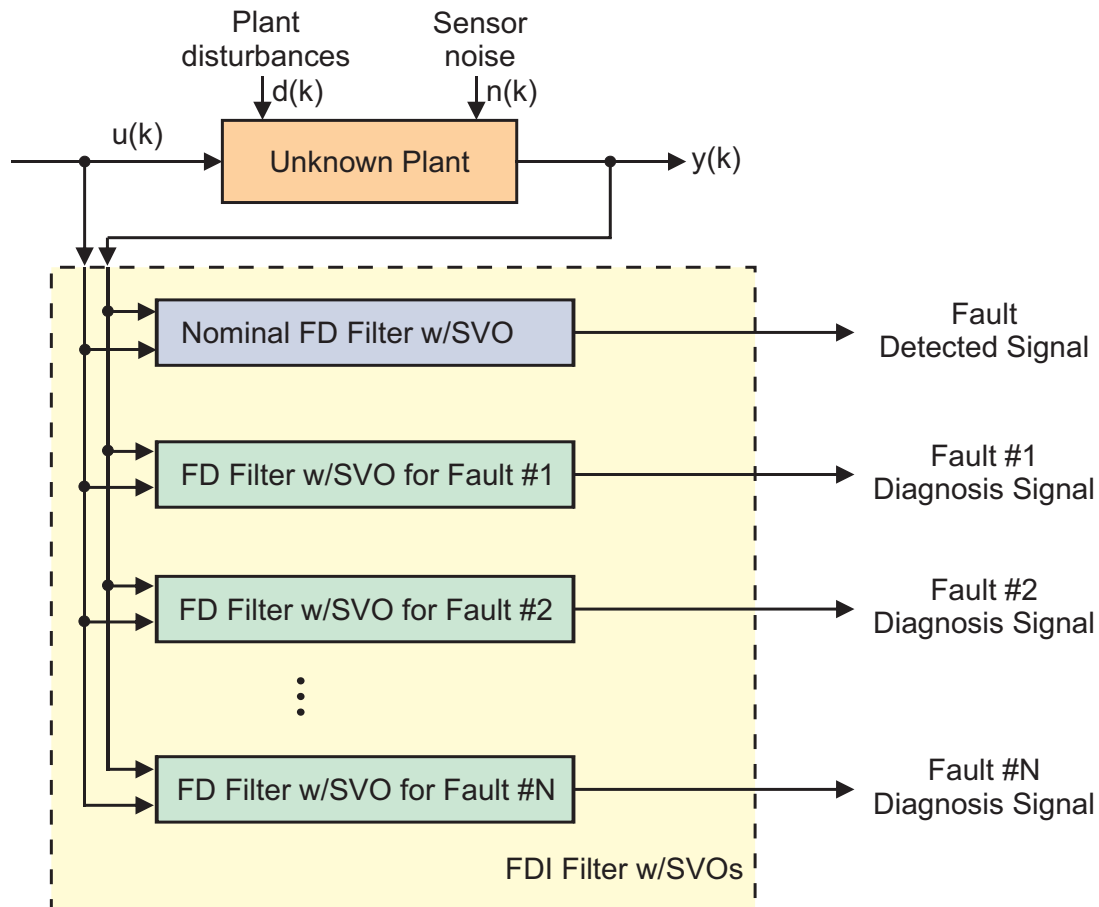 Plant
disturbances
Sensor
noise
d(k)
n(k)
u(k)
Unknown Plant
y(k)
Nominal FD Filter w/SVO
Fault
Detected Signal
FD Filter w/SVO for Fault #1
Fault #1
Diagnosis Signal
FD Filter w/SVO for Fault #2
Fault #2
Diagnosis Signal
FD Filter w/SVO for Fault #N
Fault #N
Diagnosis Signal
FDI Filter w/SVOs